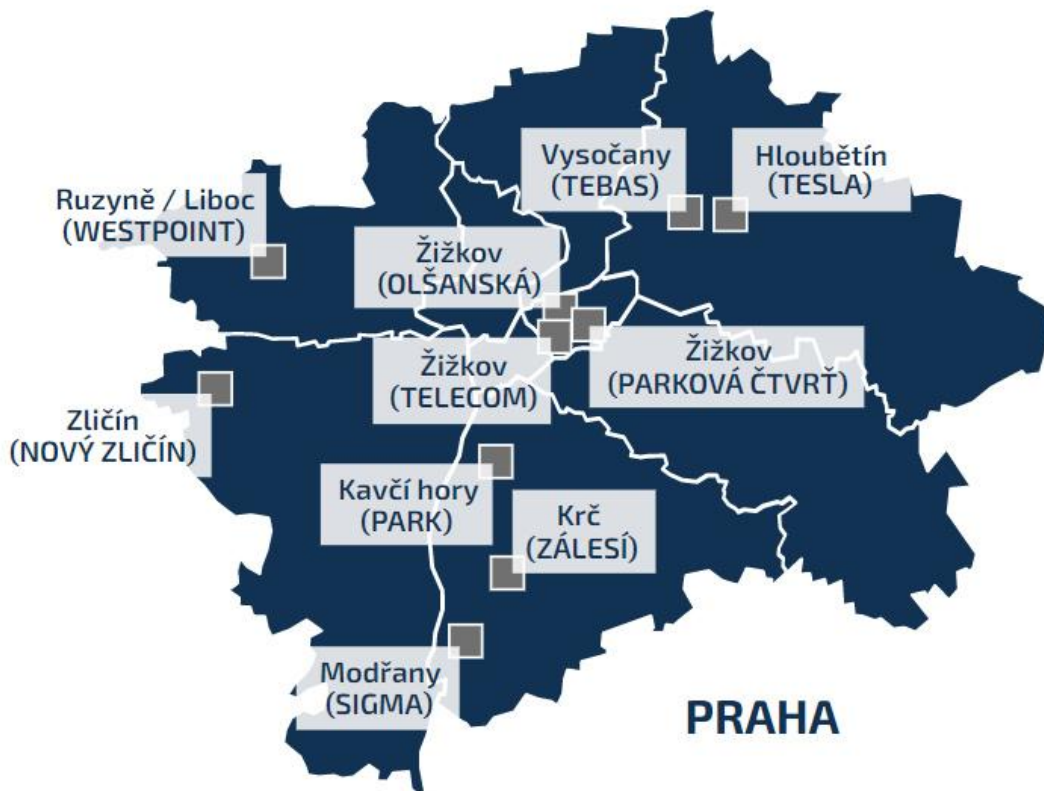 Vysočany
(TEBAS)
Hloubětín
(TESLA)
Ruzyně / Liboc
(WESTPOINT)
Žižkov
(OLŠANSKÁ)
Žižkov
(TELECOM)
Žižkov
(PARKOVÁ ČTVRŤ)
Zličín
(NOVÝ ZLIČÍN)
Kavčí hory
(PARK)
Krč
(ZÁLESÍ)
Modřany
(SIGMA)
PRAHA